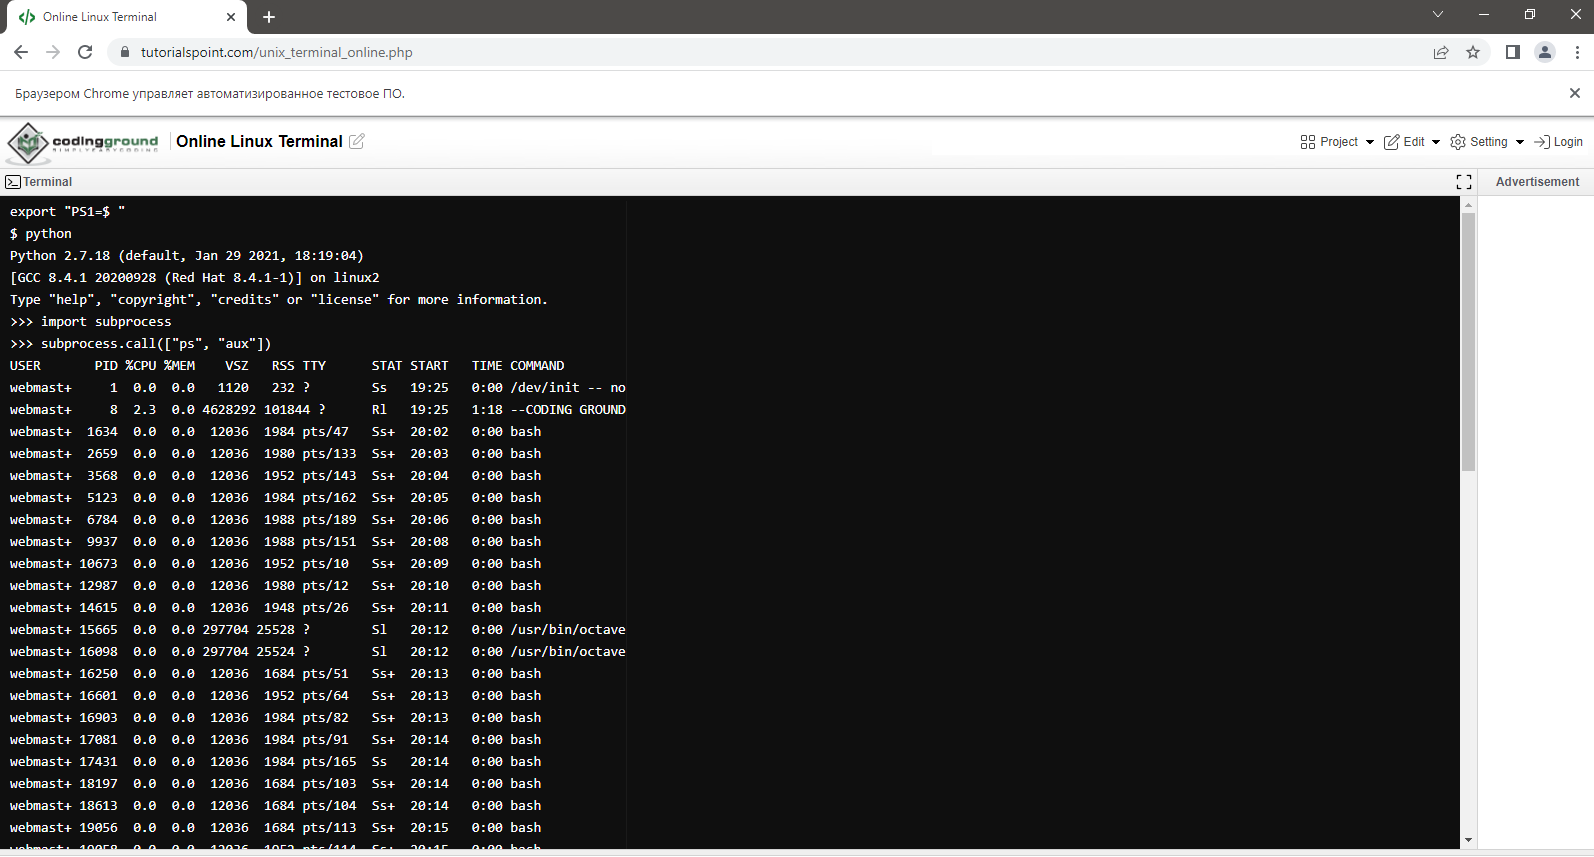 Online Linux Terminal
tutorialspoint.com/unix_terminal_online.php
Браузером Chrome управляет автоматизированное тестовое ПО.
codingground
SIMPLYEASYCODING
Online Linux Terminal
Project Edit Setting Login
Terminal
Advertisement
export "PS1=$ "
$ python
Python 2.7.18 (default, Jan 29 2021, 18:19:04)
[GCC 8.4.1 20200928 (Red Hat 8.4.1-1)] on linux2
Type "help", "copyright", "credits" or "license" for more information.
>>> import subprocess
>>> subprocess.call(["ps", "aux"])
USER       PID %CPU %MEM    VSZ   RSS TTY      STAT START   TIME COMMAND
webmast+     1  0.0  0.0   1120   232 ?        Ss   19:25   0:00 /dev/init -- no
webmast+     8  2.3  0.0 4628292 101844 ?      Rl   19:25   1:18 --CODING GROUND
webmast+  1634  0.0  0.0  12036  1984 pts/47   Ss+  20:02   0:00 bash
webmast+  2659  0.0  0.0  12036  1980 pts/133  Ss+  20:03   0:00 bash
webmast+  3568  0.0  0.0  12036  1952 pts/143  Ss+  20:04   0:00 bash
webmast+  5123  0.0  0.0  12036  1984 pts/162  Ss+  20:05   0:00 bash
webmast+  6784  0.0  0.0  12036  1988 pts/189  Ss+  20:06   0:00 bash
webmast+  9937  0.0  0.0  12036  1988 pts/151  Ss+  20:08   0:00 bash
webmast+ 10673  0.0  0.0  12036  1952 pts/10   Ss+  20:09   0:00 bash
webmast+ 12987  0.0  0.0  12036  1980 pts/12   Ss+  20:10   0:00 bash
webmast+ 14615  0.0  0.0  12036  1948 pts/26   Ss+  20:11   0:00 bash
webmast+ 15665  0.0  0.0 297704 25528 ?        Sl   20:12   0:00 /usr/bin/octave
webmast+ 16098  0.0  0.0 297704 25524 ?        Sl   20:12   0:00 /usr/bin/octave
webmast+ 16250  0.0  0.0  12036  1684 pts/51   Ss+  20:13   0:00 bash
webmast+ 16601  0.0  0.0  12036  1952 pts/64   Ss+  20:13   0:00 bash
webmast+ 16903  0.0  0.0  12036  1984 pts/82   Ss+  20:13   0:00 bash
webmast+ 17081  0.0  0.0  12036  1984 pts/91   Ss+  20:14   0:00 bash
webmast+ 17431  0.0  0.0  12036  1984 pts/165  Ss   20:14   0:00 bash
webmast+ 18197  0.0  0.0  12036  1684 pts/103  Ss+  20:14   0:00 bash
webmast+ 18613  0.0  0.0  12036  1684 pts/104  Ss+  20:14   0:00 bash
webmast+ 19056  0.0  0.0  12036  1684 pts/113  Ss+  20:15   0:00 bash